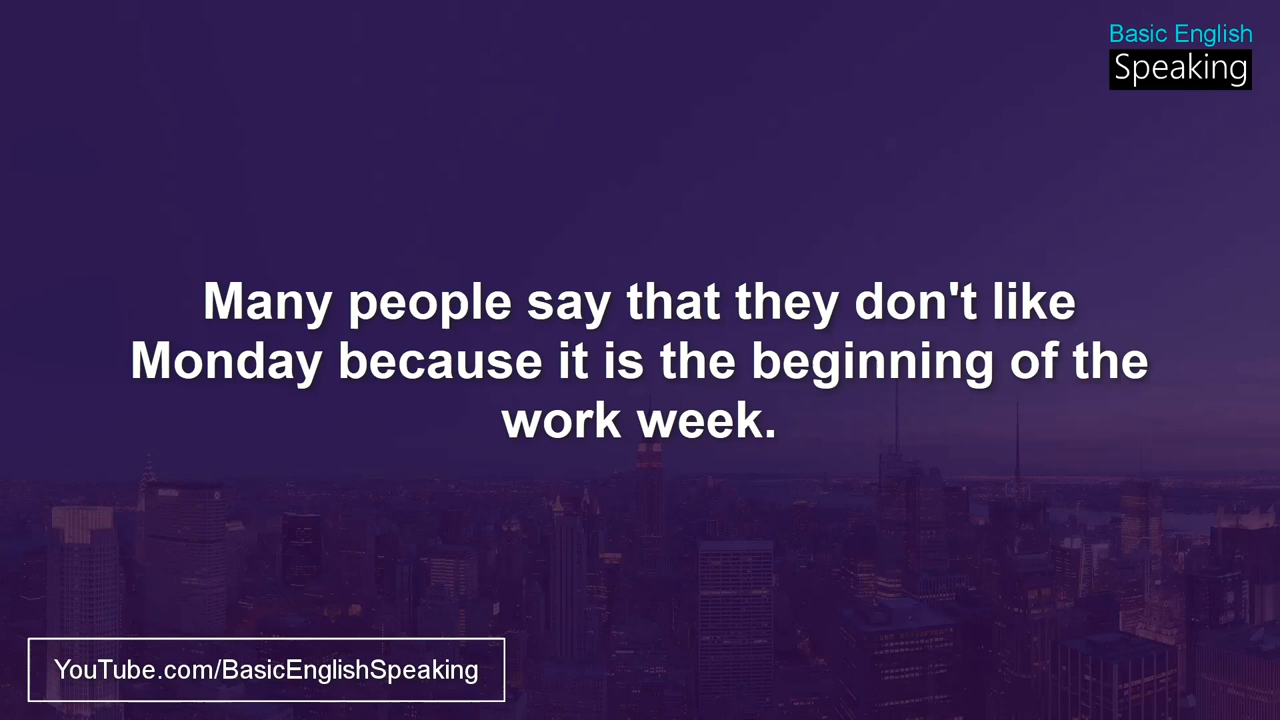 Basic English
Speaking
Many people say that they don't like
Monday because it is the beginning of the
work week.
YouTube.com/BasicEnglishSpeaking